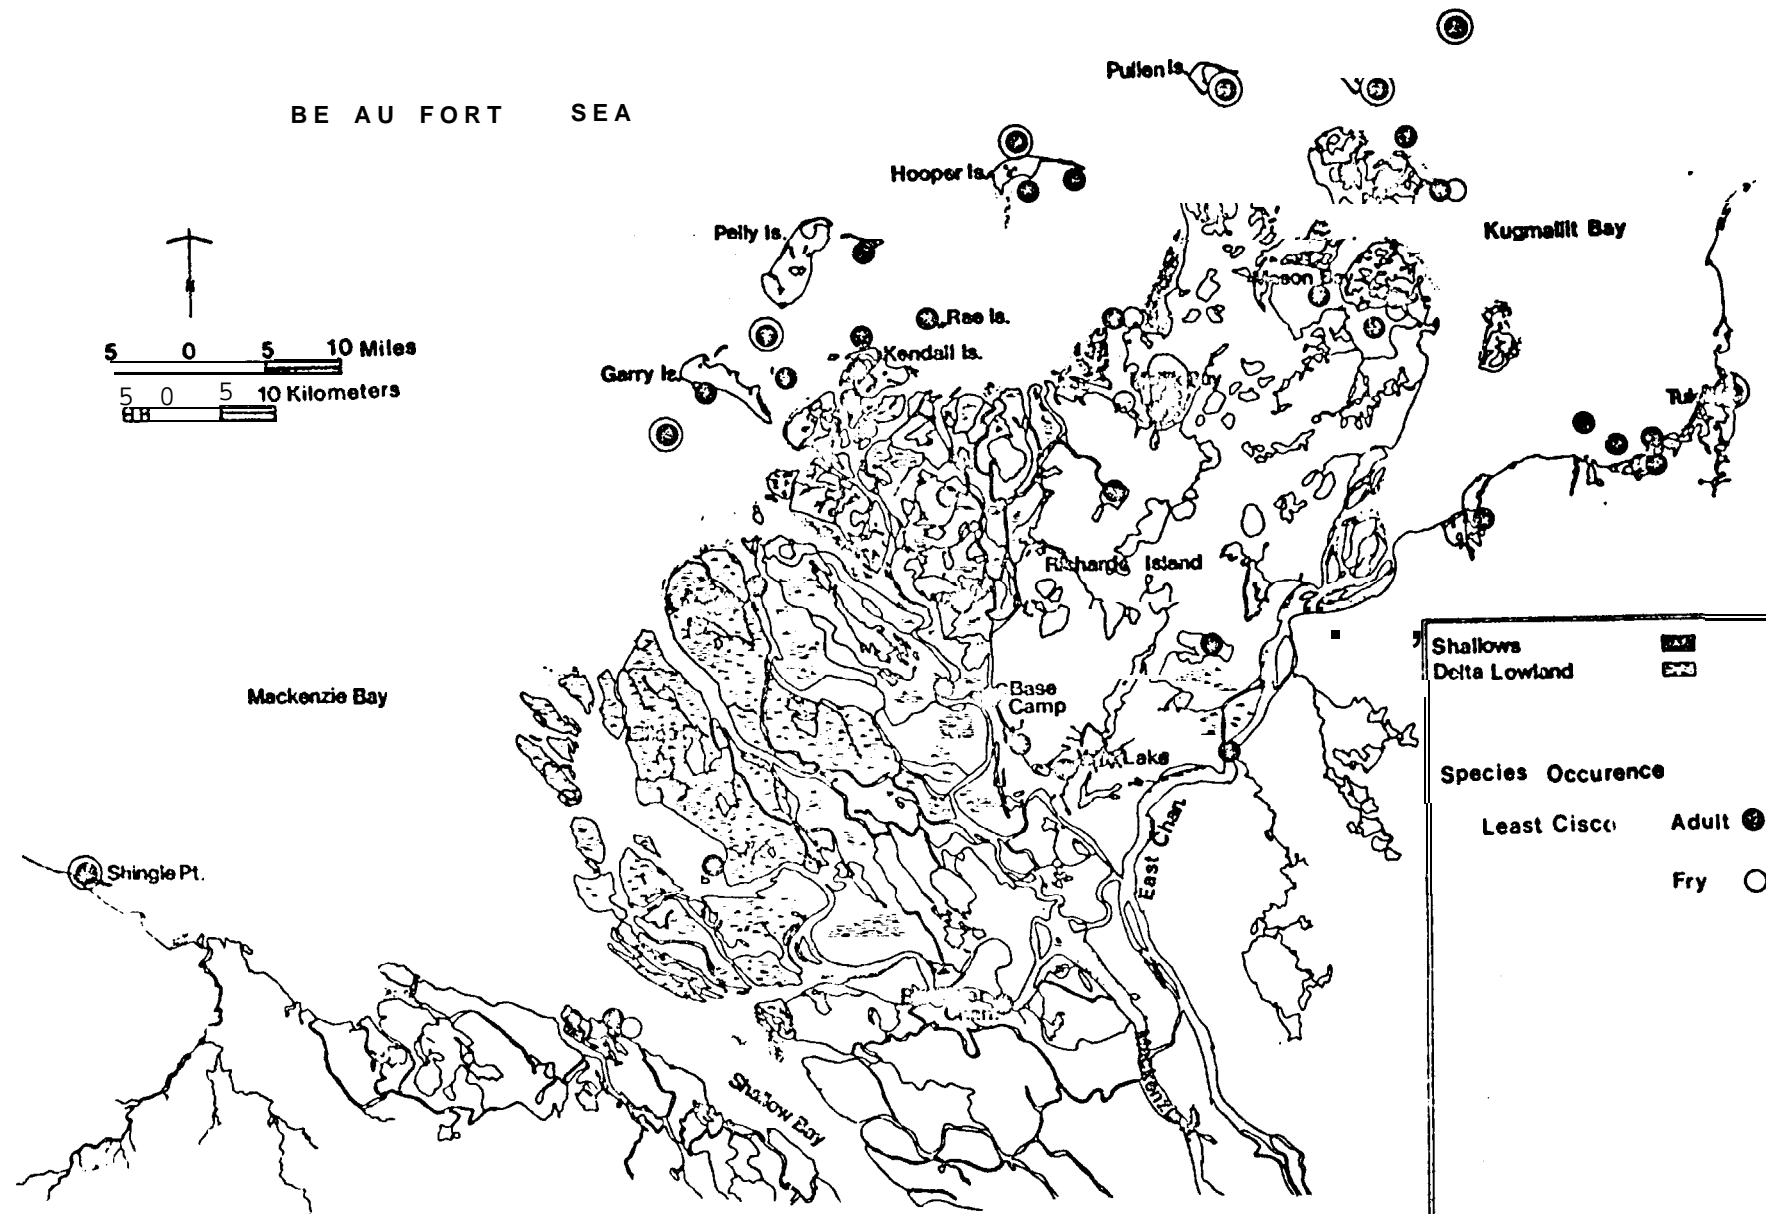 BE AU FORT SEA
Pullen Is.
Hooper Is.
Pelly Is.
Kugmallit Bay
Rae Is.
Kendall Is.
Garry Is.
5 0 5 10 Miles
5 0 5 10 Kilometers
Tuk
Richards Island
Mackenzie Bay
Base
Camp
Lake
East Chan.
Shingle Pt.
Shallow Bay
Shallows
Delta Lowland
Species Occurence
Least Cisco Adult
Fry